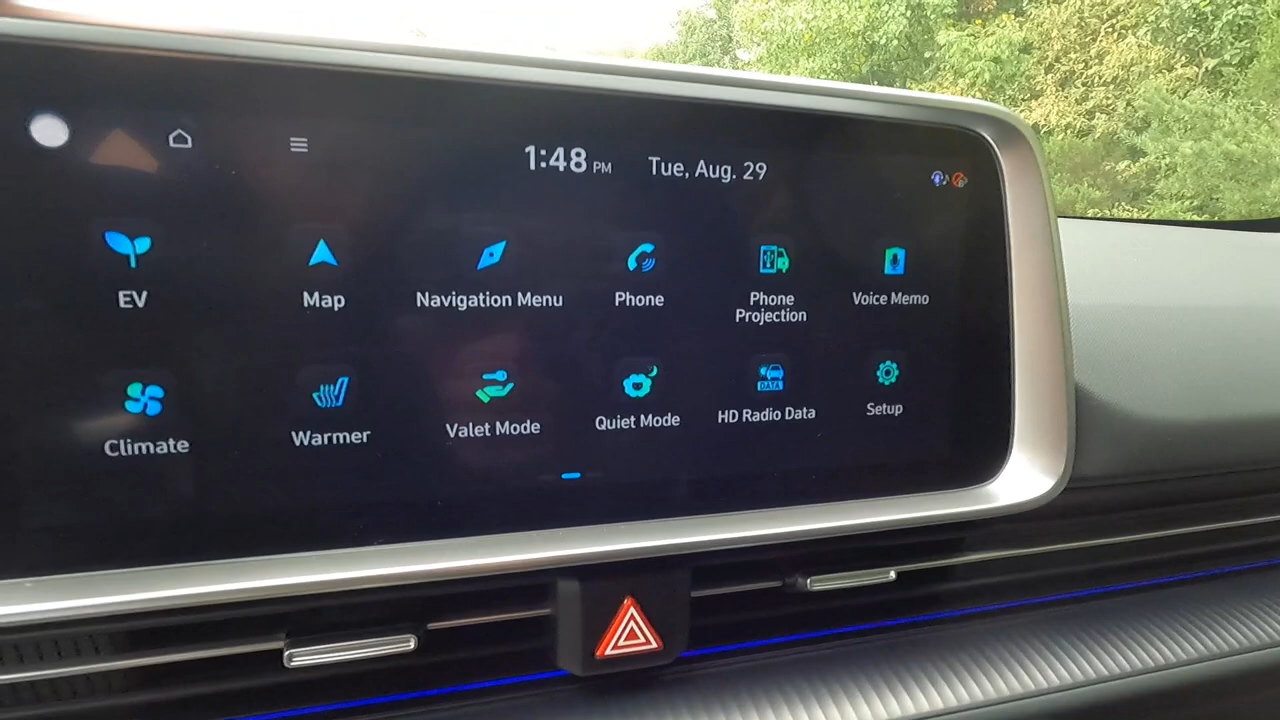 1:48 PM Tue, Aug. 29
EV
Map
Navigation Menu
Phone
Phone
Projection
Voice Memo
Climate
Warmer
Valet Mode
Quiet Mode
DATA
HD Radio Data
Setup